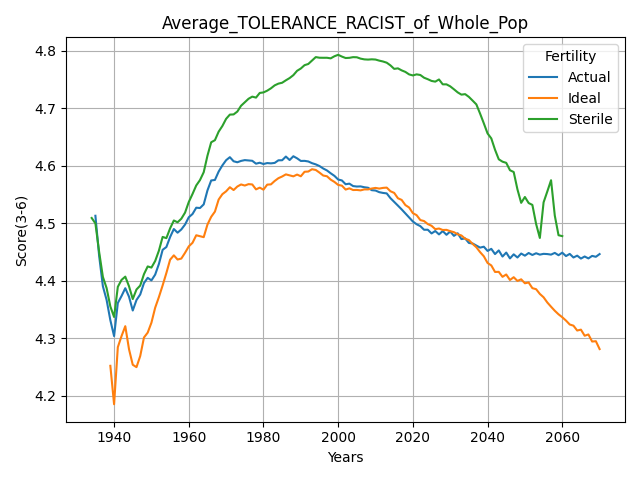 Average_TOLERANCE_RACIST_of_Whole_Pop
Fertility
Actual
Ideal
Sterile
Score(3-6)
4.8
4.7
4.6
4.5
4.4
4.3
4.2
1940 1960 1980 2000 2020 2040 2060
Years